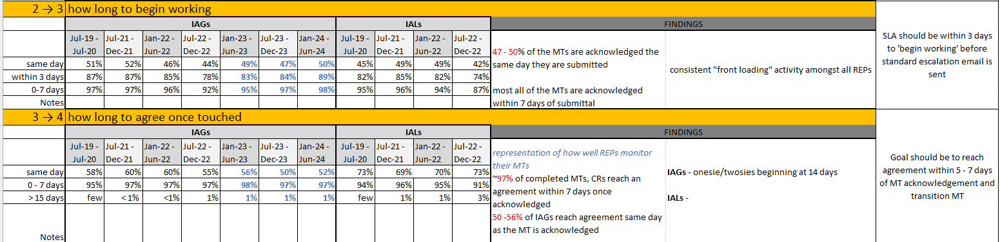 2 → 3 how long to begin working
IAGs IALs FINDINGS
Jul-19 - Jul-21 - Jan-22 - Jul-22 - Jan-23 - Jul-23 - Jan-24 - Jul-19 - Jul-21 - Jan-22 - Jul-22 -
Jul-20 Dec-21 Jun-22 Dec-22 Jun-23 Dec-23 Jun-24 Jul-20 Dec-21 Jun-22 Dec-22
same day 51% 52% 46% 44% 49% 47% 50% 45% 49% 49% 42%
within 3 days 87% 87% 85% 78% 83% 84% 89% 82% 85% 82% 74%
0-7 days 97% 97% 96% 92% 95% 97% 98% 95% 96% 94% 87%
Notes
47 - 50% of the MTs are acknowledged the
same day they are submitted
most all of the MTs are acknowledged
within 7 days of submittal
consistent "front loading" activity amongst all REPs
SLA should be within 3 days
to 'begin working' before
standard escalation email is
sent
3 → 4 how long to agree once touched
IAGs IALs FINDINGS
Jul-19 - Jul-21 - Jan-22 - Jul-22 - Jan-23 - Jul-23 - Jan-24 - Jul-19 - Jul-21 - Jan-22 - Jul-22 -
Jul-20 Dec-21 Jun-22 Dec-22 Jun-23 Dec-23 Jun-24 Jul-20 Dec-21 Jun-22 Dec-22
same day 58% 60% 60% 55% 56% 50% 52% 73% 69% 70% 73%
0 - 7 days 95% 97% 97% 97% 98% 97% 97% 94% 96% 95% 91%
> 15 days few < 1% <1% 1% 1% 1% 1% few 1% 1% 3%
Notes
representation of how well REPs monitor
their MTs
~97% of completed MTs, CRs reach an
agreement within 7 days once
acknowledged
50 -56% of IAGs reach agreement same day
as the MT is acknowledged
IAGs - onesie/twosies beginning at 14 days
IALs -
Goal should be to reach
agreement within 5 - 7 days
of MT acknowledgement and
transition MT